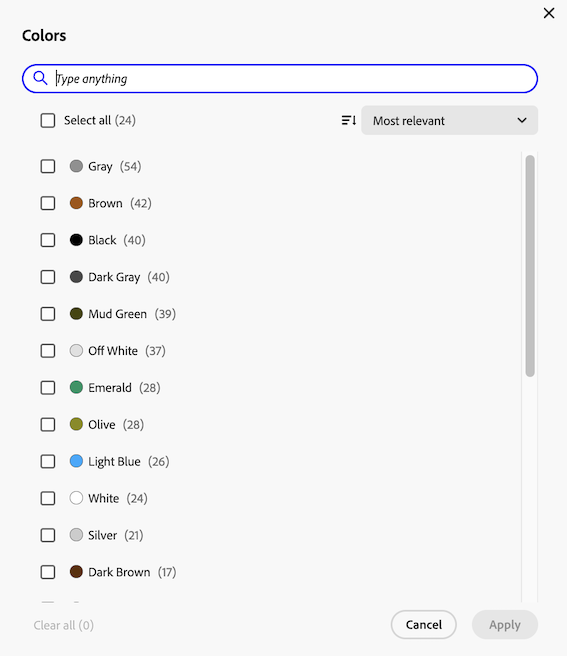 Colors
Type anything
Select all (24)
Most relevant
Gray (54)
Brown (42)
Black (40)
Dark Gray (40)
Mud Green (39)
Off White (37)
Emerald (28)
Olive (28)
Light Blue (26)
White (24)
Silver (21)
Dark Brown (17)
Clear all (0)
Cancel
Apply